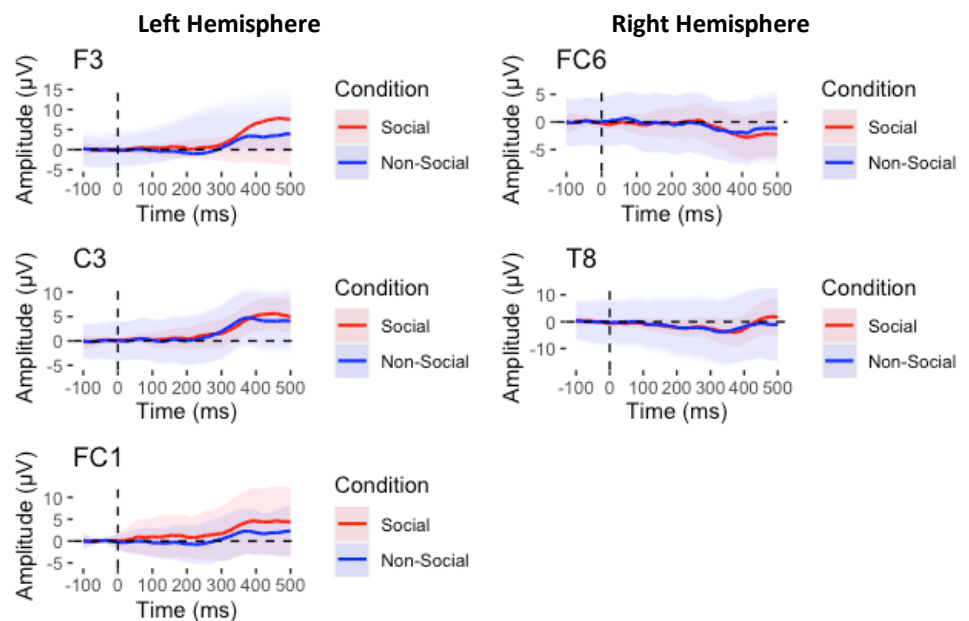 Left Hemisphere
F3
Amplitude (µV)
15
10
5
0
-5
-100 0 100 200 300 400 500
Time (ms)
Condition
Social
Non-Social
C3
Amplitude (µV)
10
5
0
-5
-100 0 100 200 300 400 500
Time (ms)
Condition
Social
Non-Social
FC1
Amplitude (µV)
10
5
0
-5
-100 0 100 200 300 400 500
Time (ms)
Condition
Social
Non-Social
Right Hemisphere
FC6
Amplitude (µV)
5
0
-5
-100 0 100 200 300 400 500
Time (ms)
Condition
Social
Non-Social
T8
Amplitude (µV)
10
0
-10
-100 0 100 200 300 400 500
Time (ms)
Condition
Social
Non-Social